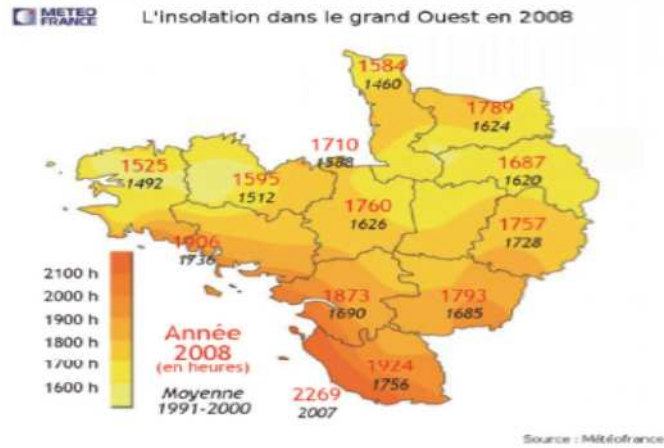 METEO FRANCE
L'insolation dans le grand Ouest en 2008
1584
1460
1789
1624
1710
1588
1525
1492
1595
1512
1687
1620
1760
1626
1757
1728
1736
1873
1690
1793
1685
1924
1756
2269
2007
2100 h
2000 h
1900 h
1800 h
1700 h
1600 h
Année
2008
(en heures)
Moyenne
1991-2000
Source : Météofrance